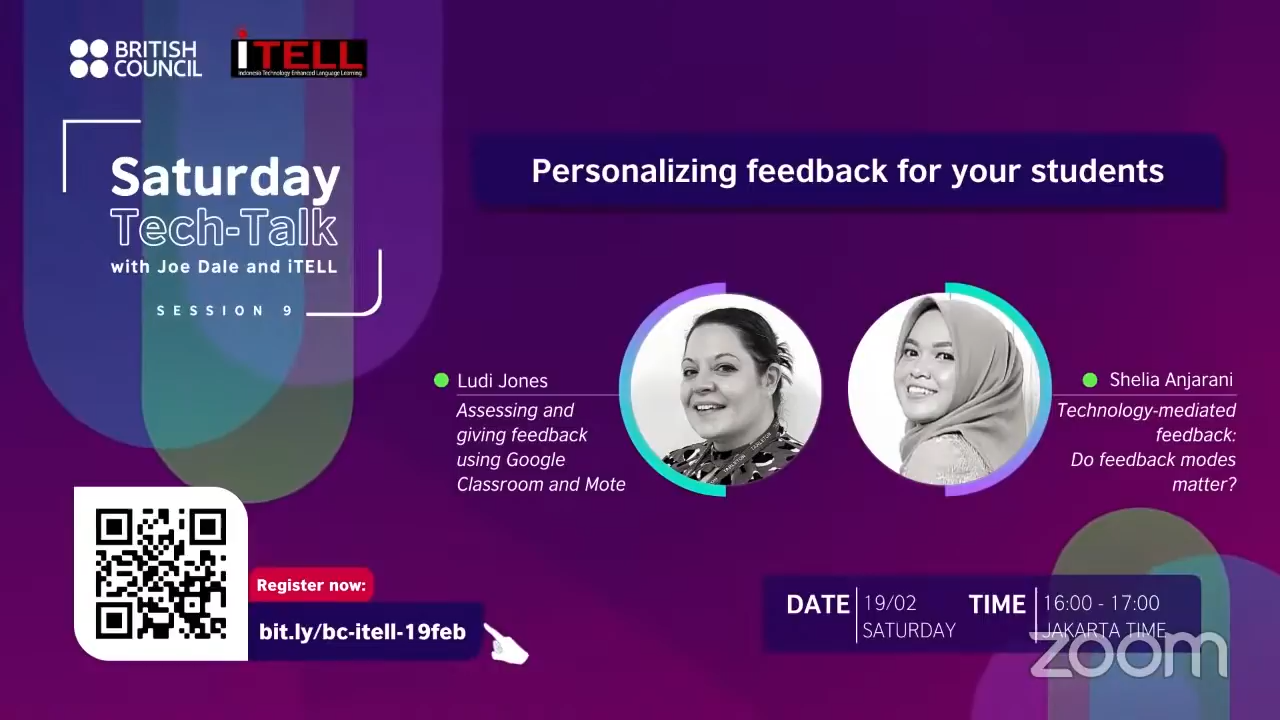 BRITISH
COUNCIL
iTELL
Indonesia Technology Enhanced Language Learning
Saturday
Tech-Talk
with Joe Dale and iTELL
SESSION 9
Personalizing feedback for your students
Ludi Jones
Assessing and
giving feedback
using Google
Classroom and Mote
Shelia Anjarani
Technology-mediated
feedback:
Do feedback modes
matter?
Register now:
bit.ly/bc-itell-19feb
DATE
19/02
SATURDAY
TIME
16:00 - 17:00
JAKARTA TIME
zoom